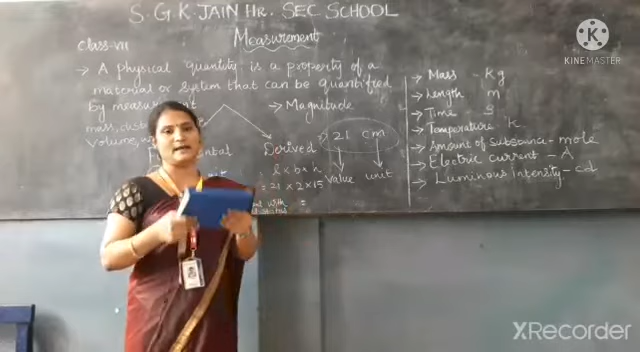 S.G.K.JAIN HR. SEC SCHOOL
Class-VII
Measurement
→ A physical quantity is a property of a
material or system that can be quantified
by measurement
→ Magnitude
mass,
Volume,
Derived
l x b x h
= 21 x 2 x 15
→ 21 cm
value unit
→ Mass - kg
→ Length - m
→ Time - s
→ Temperature K
→ Amount of substance - mole
→ Electric current - A
→ Luminous intensity - cd
K
KINEMASTER
XRecorder